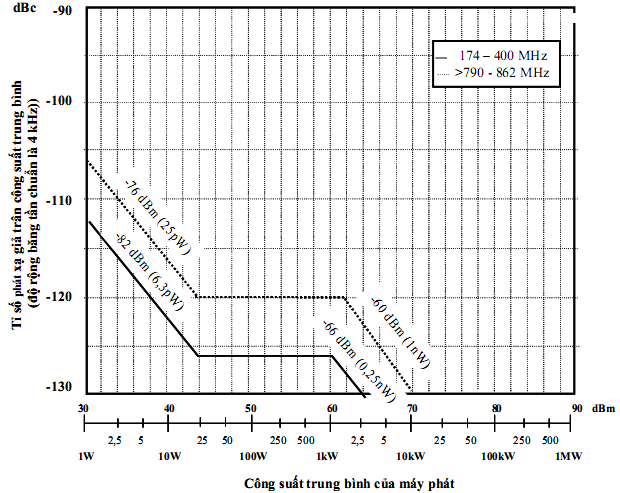 dBc
-90
174 – 400 MHz
>790 - 862 MHz
-100
-110
-120
-130
Tỉ số phát xạ giả trân công suất trung bình
(độ rộng băng tần chuẩn là 4 kHz))
-76 dBm (25pW)
-82 dBm (6,3pW)
-60 dBm (1nW)
-66 dBm (0,25nW)
30 40 50 60 70 80 90 dBm
2,5 5 25 50 250 500 2,5 5 25 50 250 500
1W 10W 100W 1kW 10kW 100kW 1MW
Công suất trung bình của máy phát